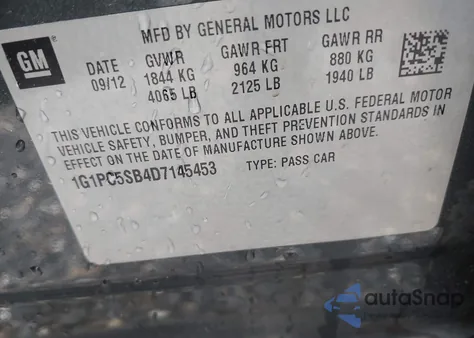 MFD BY GENERAL MOTORS LLC
GM
DATE GVWR GAWR FRT GAWR RR
09/12 1844 KG 964 KG 880 KG
4065 LB 2125 LB 1940 LB
THIS VEHICLE CONFORMS TO ALL APPLICABLE U.S. FEDERAL MOTOR
VEHICLE SAFETY, BUMPER, AND THEFT PREVENTION STANDARDS IN
EFFECT ON THE DATE OF MANUFACTURE SHOWN ABOVE.
1G1PC5SB4D7145453 TYPE: PASS CAR
autaSnap